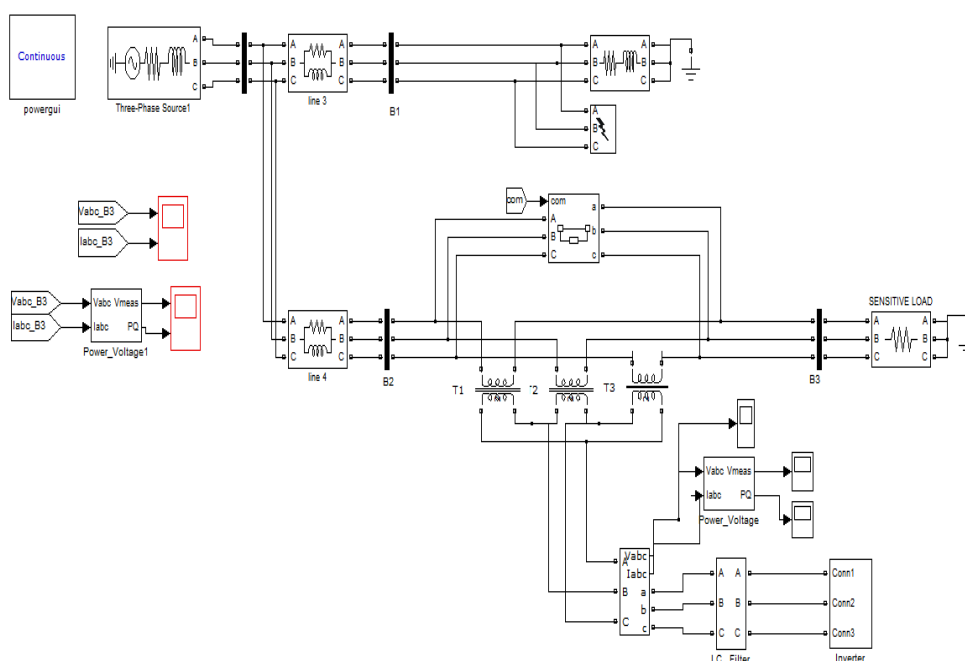 Continuous
powergui
A
B
C
Three-Phase Source1
A
B
C
A
B
C
line 3
B1
A
B
C
A
B
C
A
B
C
Vabc_B3
Iabc_B3
com
com
A
B
C
a
b
c
Vabc_B3
Iabc_B3
Vabc
Iabc
Vmeas
PQ
Power_Voltage1
A
B
C
A
B
C
line 4
B2
B3
SENSITIVE LOAD
A
B
C
A
B
C
T1
T3
Vabc
Iabc
Vmeas
PQ
Power_Voltage
A
B
C
Vabc
Iabc
a
b
c
A
B
C
A
B
C
LC Filter
Conn1
Conn2
Conn3
Inverter